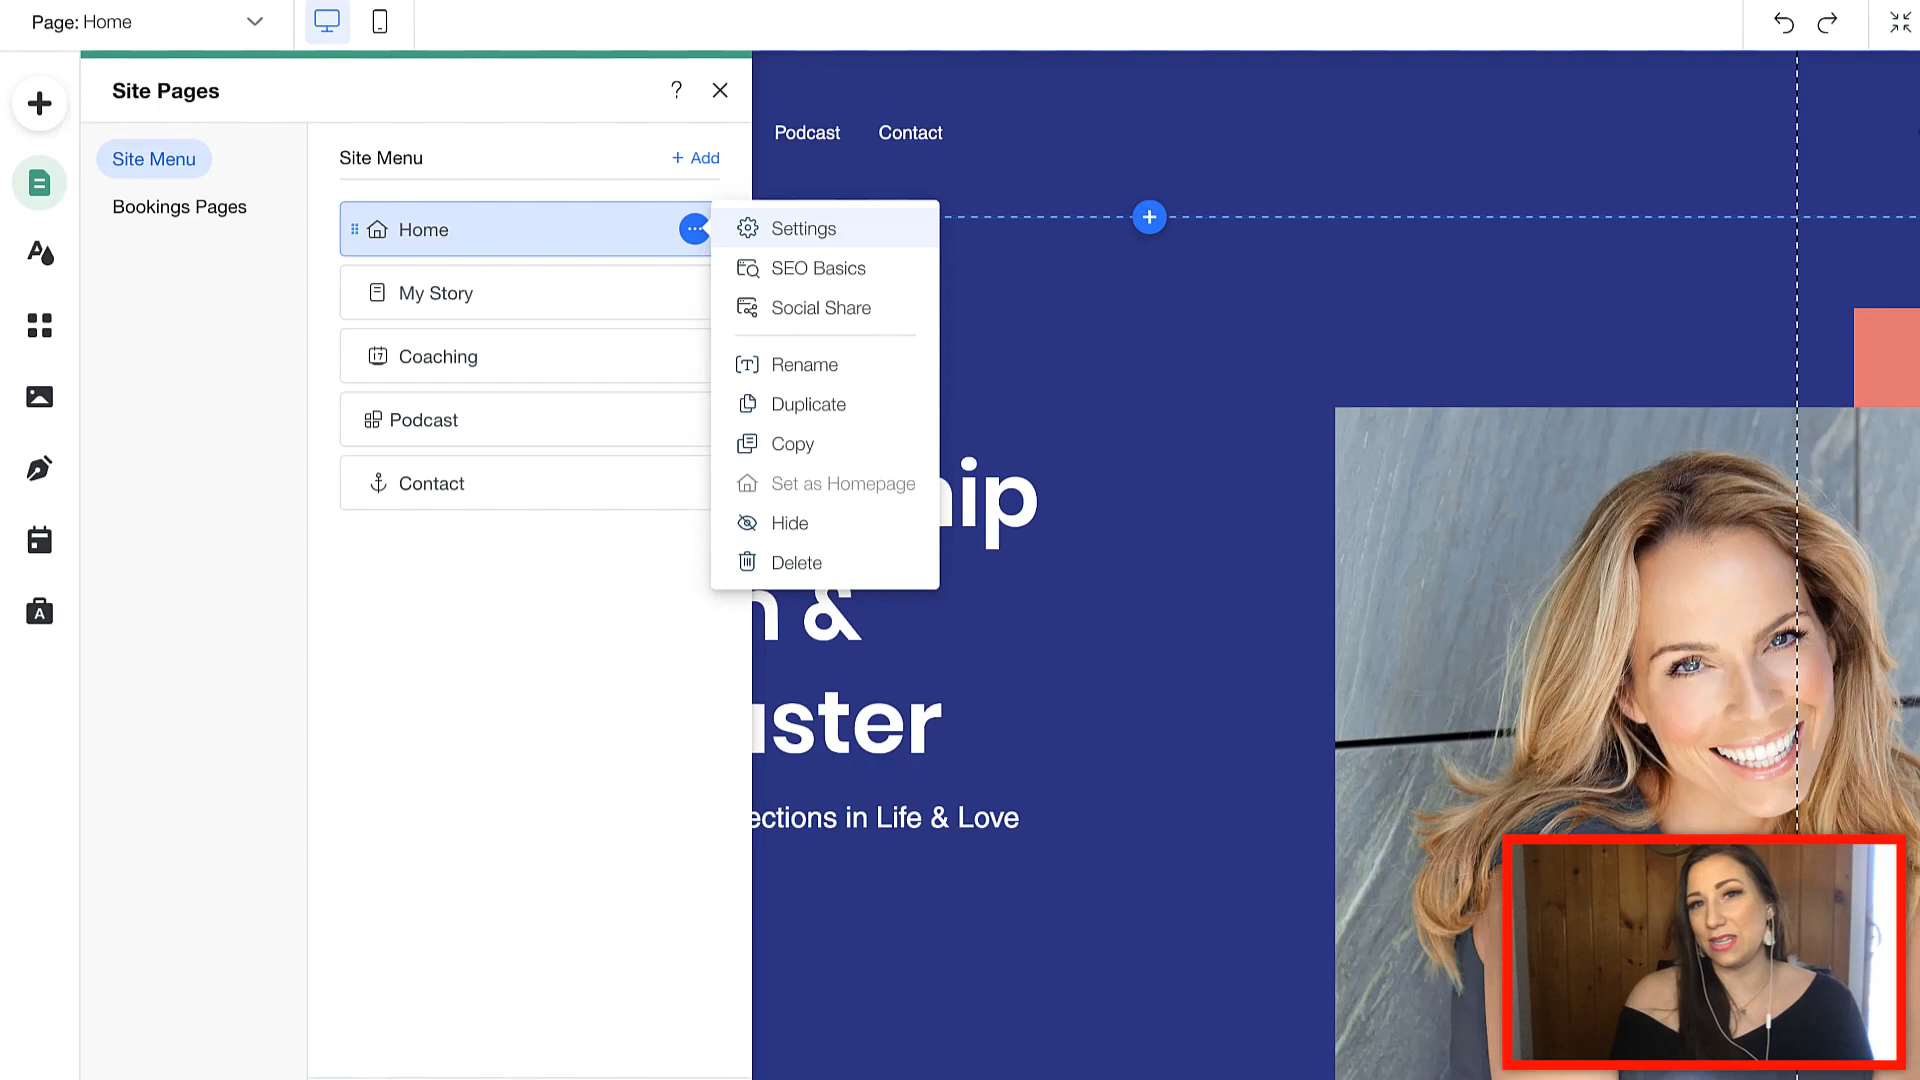 Page: Home
Site Pages
?
Site Menu
Bookings Pages
Site Menu
+ Add
Home
My Story
Coaching
17
Podcast
Contact
Settings
SEO Basics
Social Share
Rename
Duplicate
Copy
Set as Homepage
Hide
Delete
Podcast Contact
ip
&
ster
ections in Life & Love
A
A